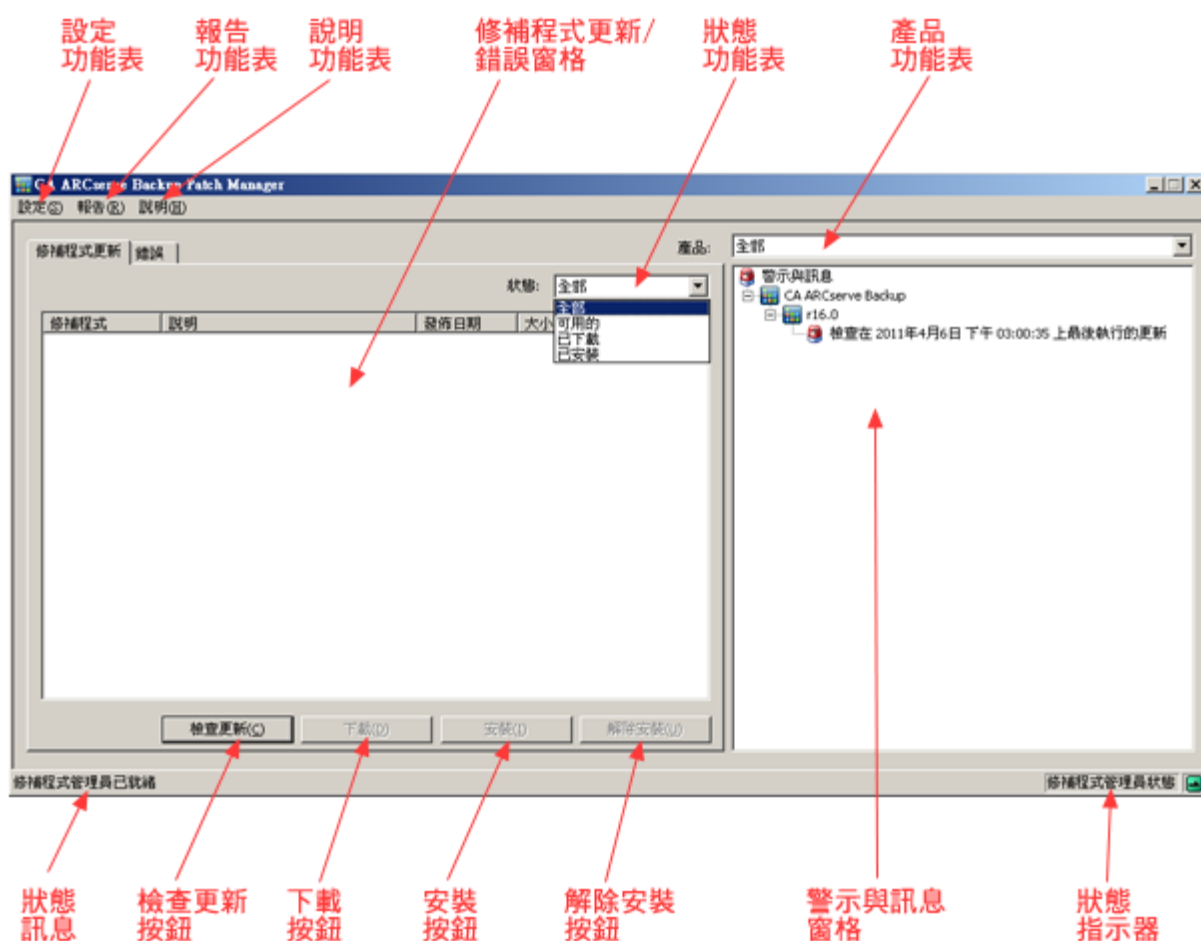 設定
功能表
報告
功能表
說明
功能表
修補程式更新/
錯誤窗格
狀態
功能表
產品
功能表
CA ARCserve Backup Patch Manager
設定(S) 報告(R) 說明(H)
修補程式更新 錯誤
產品: 全部
狀態: 全部
全部
可用的
已下載
已安裝
修補程式 說明 發佈日期 大小
警示與訊息
CA ARCserve Backup
r16.0
檢查在 2011年4月6日 下午 03:00:35 上最後執行的更新
檢查更新(C) 下載(D) 安裝(I) 解除安裝(U)
修補程式管理員已就緒
修補程式管理員狀態
狀態
訊息
檢查更新
按鈕
下載
按鈕
安裝
按鈕
解除安裝
按鈕
警示與訊息
窗格
狀態
指示器